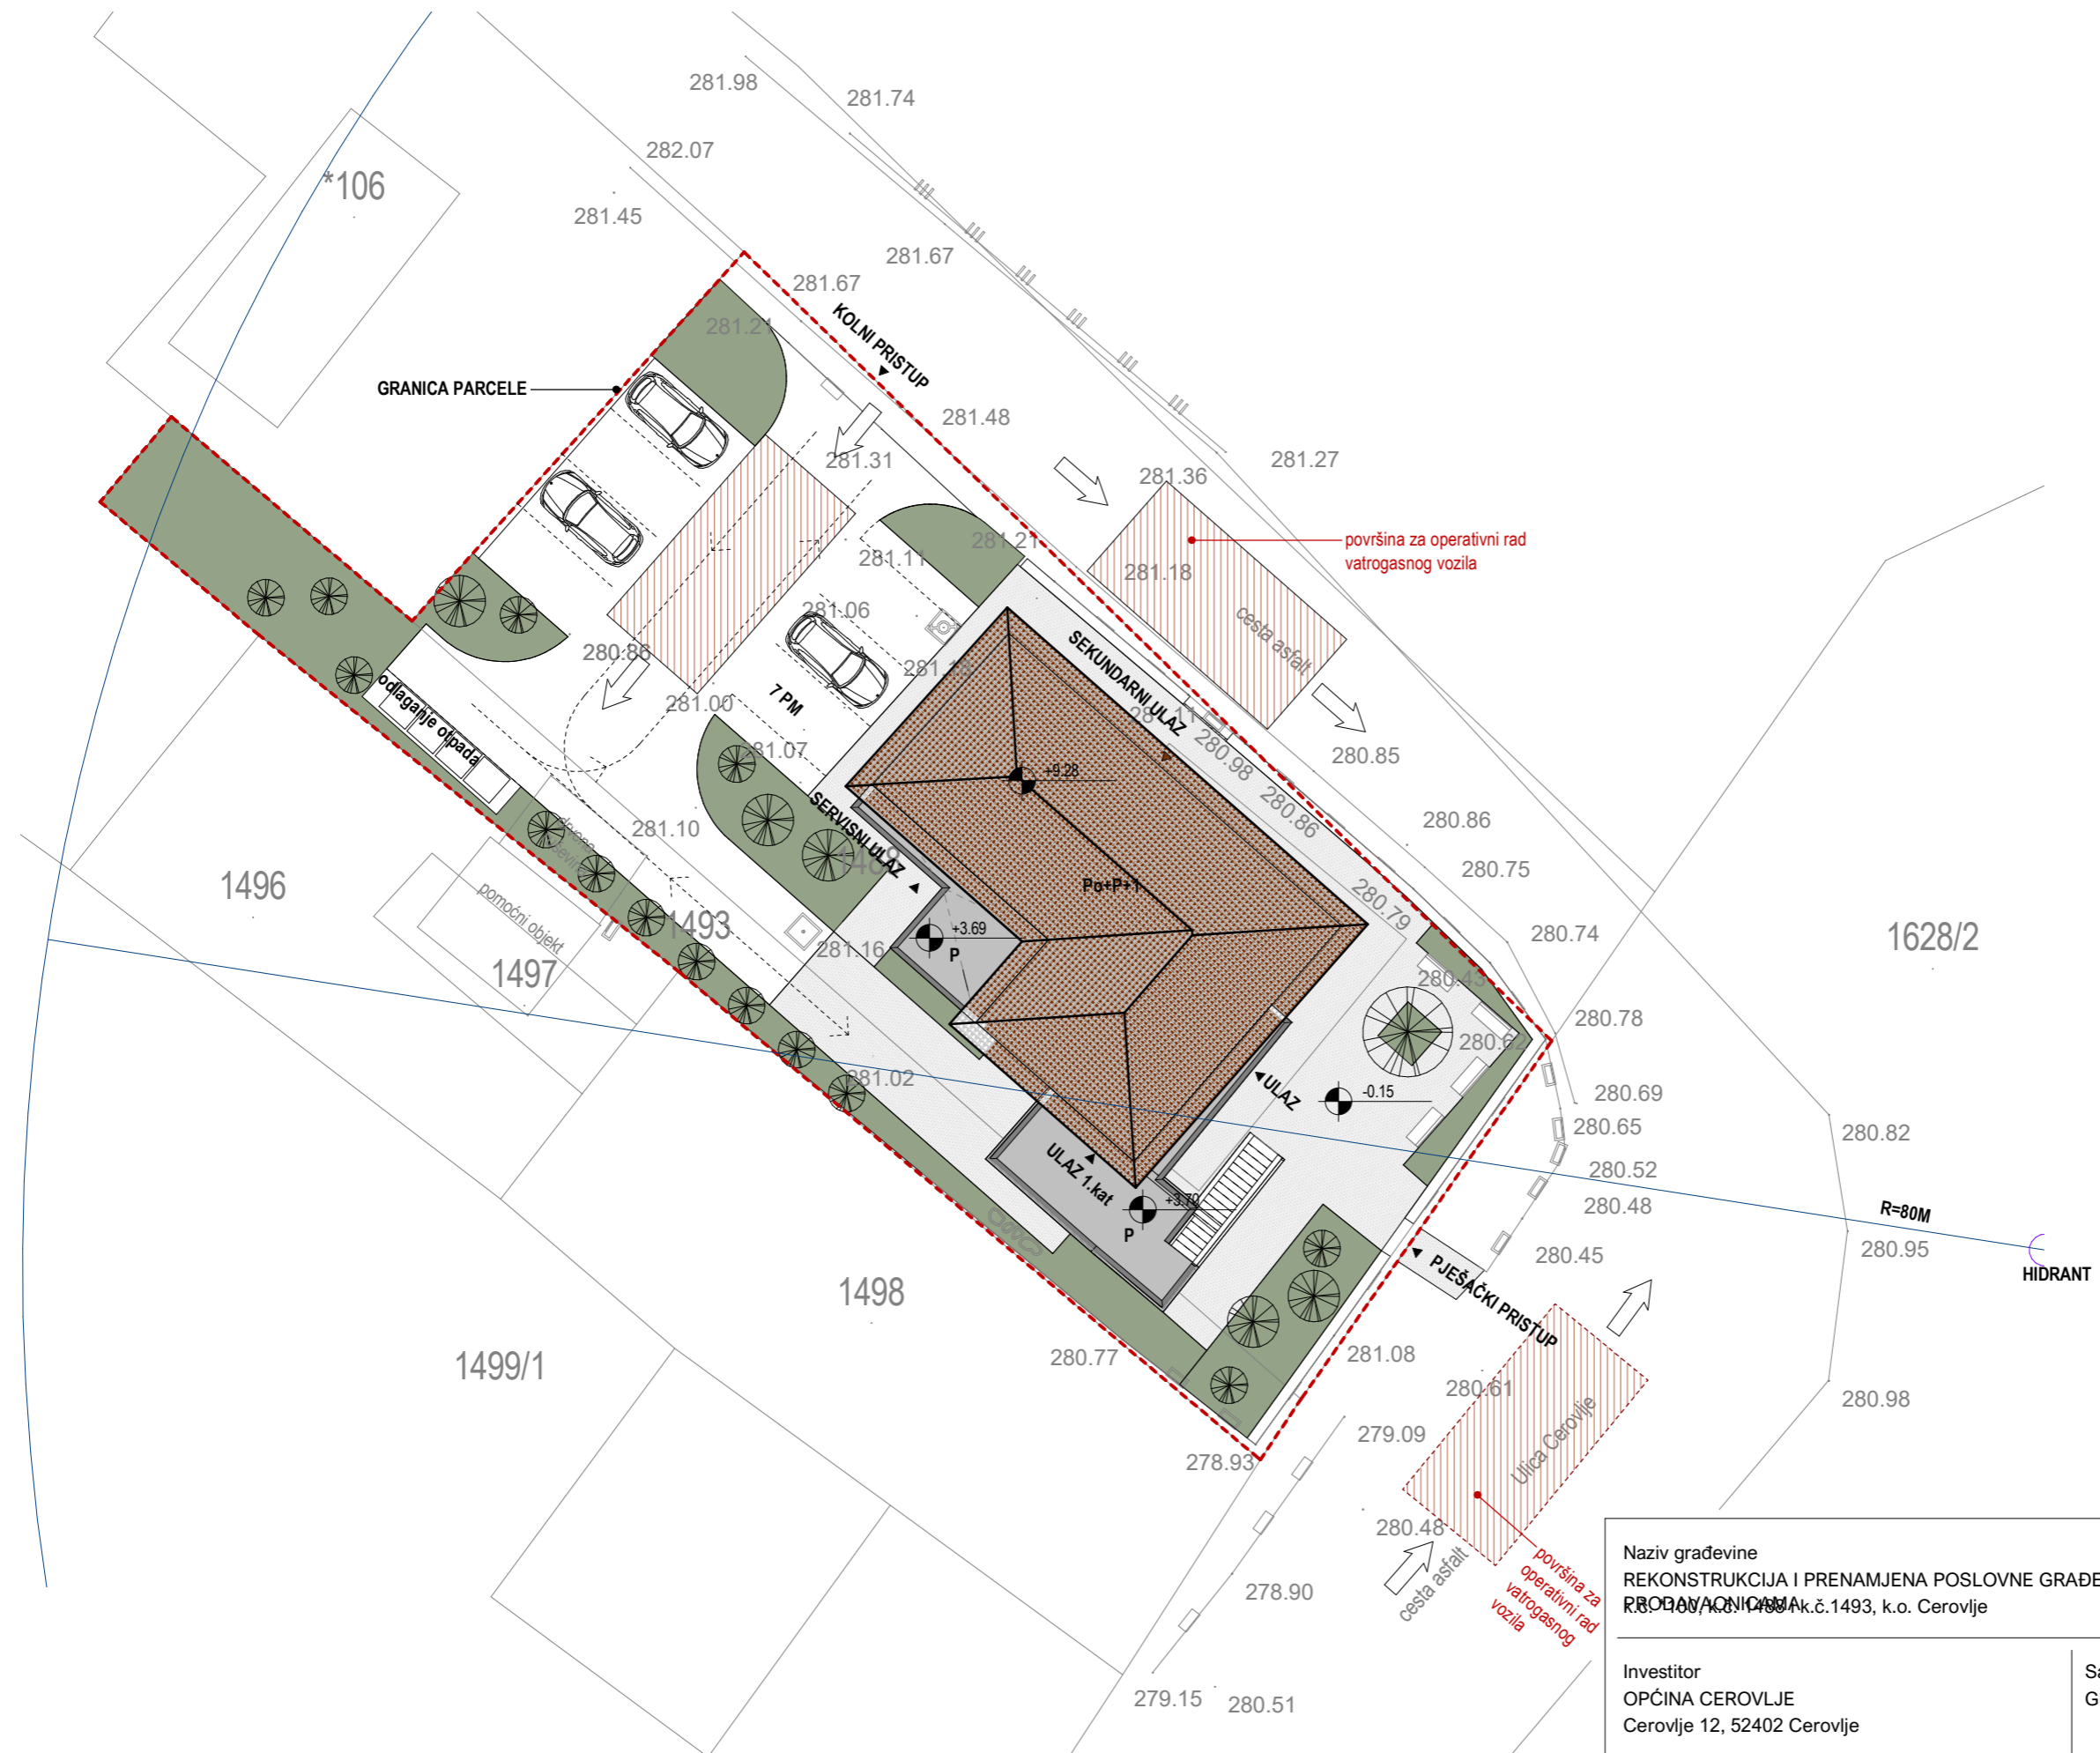 281.98
281.74
282.07
*106
281.45
281.67
281.67
281.21
KOLNI PRISTUP
GRANICA PARCELE
281.48
281.31
281.27
281.36
površina za operativni rad
vatrogasnog vozila
281.21
281.11
281.18
281.06
cesta asfalt
280.86
SEKUNDARNI ULAZ
281.00
7 PM
odlaganje otpada
280.98
280.85
281.07
+9.28
SERVISNI ULAZ
280.86
280.86
281.10
280.75
1496
Po+P+1
pomoćni objekt
1493
280.79
+3.69
P
281.16
280.74
1628/2
1497
280.43
280.78
280.62
281.02
ULAZ
-0.15
280.69
280.65
280.82
280.52
ULAZ 1.kat
+3.70
P
280.48
R=80M
280.95
280.45
HIDRANT
PJEŠAČKI PRISTUP
1498
280.77
281.08
1499/1
280.61
280.98
Ulica Cerovlje
279.09
278.93
280.48
cesta asfalt
površina za
operativni rad
vatrogasnog
vozila
278.90
279.15
280.51
Naziv građevine
REKONSTRUKCIJA I PRENAMJENA POSLOVNE GRAĐE
PRODAVAONICAMA
k.č. *100, k.č. 1488 i k.č.1493, k.o. Cerovlje
Investitor
OPĆINA CEROVLJE
Cerovlje 12, 52402 Cerovlje
Sa
G